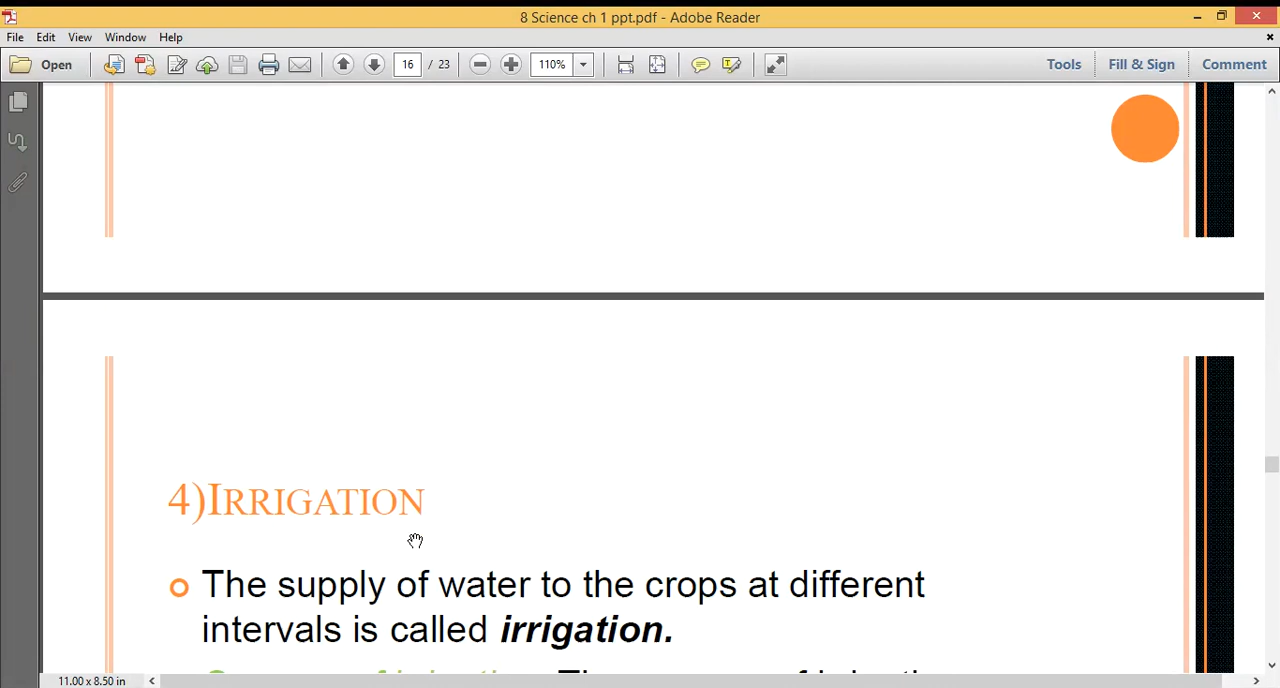 8 Science ch 1 ppt.pdf - Adobe Reader
File Edit View Window Help
Open 16 / 23 110% Tools Fill & Sign Comment
4)IRRIGATION
The supply of water to the crops at different
intervals is called irrigation.
11.00 x 8.50 in